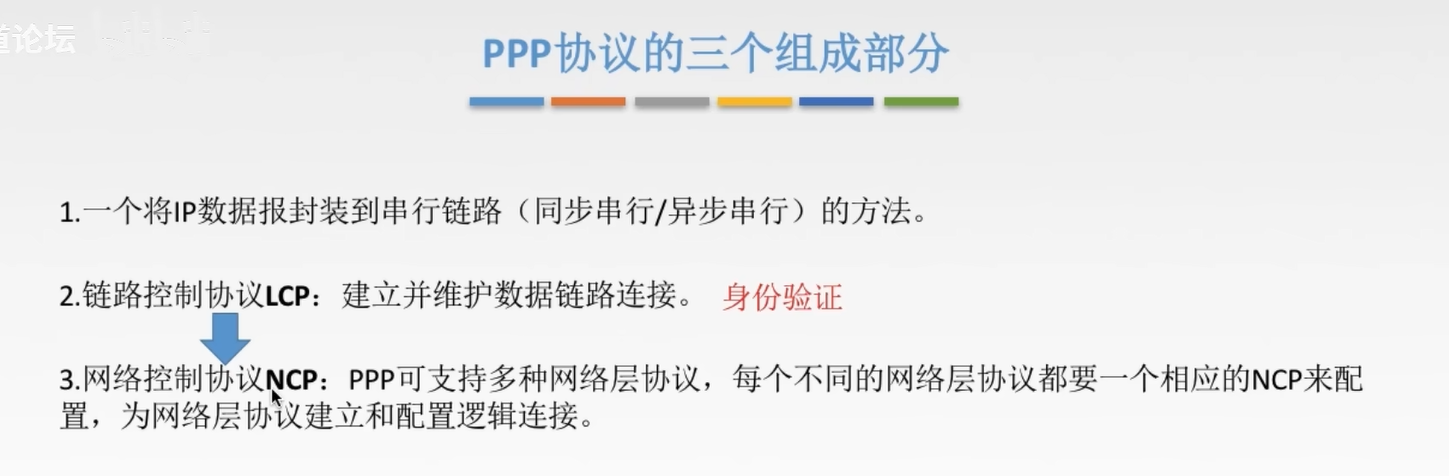 道论坛
PPP协议的三个组成部分
1.一个将IP数据报封装到串行链路（同步串行/异步串行）的方法。
2.链路控制协议LCP：建立并维护数据链路连接。 身份验证
3.网络控制协议NCP：PPP可支持多种网络层协议，每个不同的网络层协议都要一个相应的NCP来配
置，为网络层协议建立和配置逻辑连接。